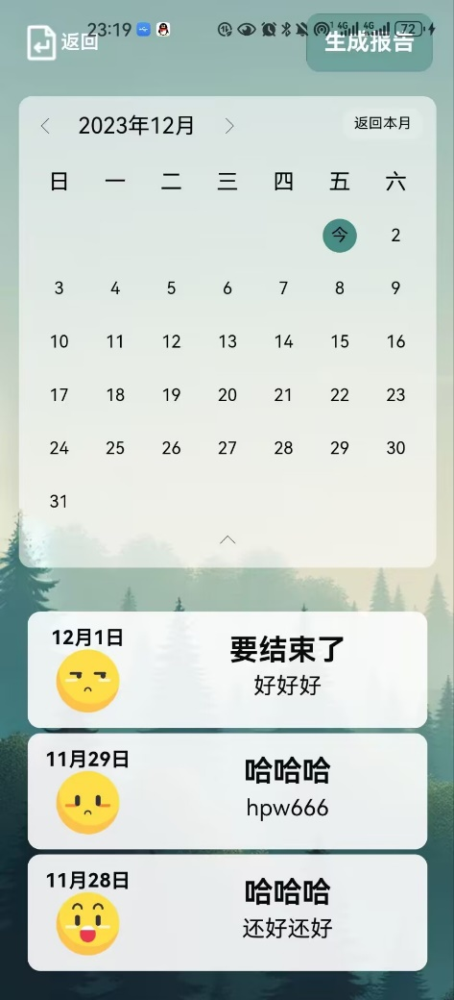 23:19 4G 4G 72
返回 生成报告
2023年12月 返回本月
日 一 二 三 四 五 六
今 2
3 4 5 6 7 8 9
10 11 12 13 14 15 16
17 18 19 20 21 22 23
24 25 26 27 28 29 30
31
12月1日
要结束了
好好好
11月29日
哈哈哈
hpw666
11月28日
哈哈哈
还好还好